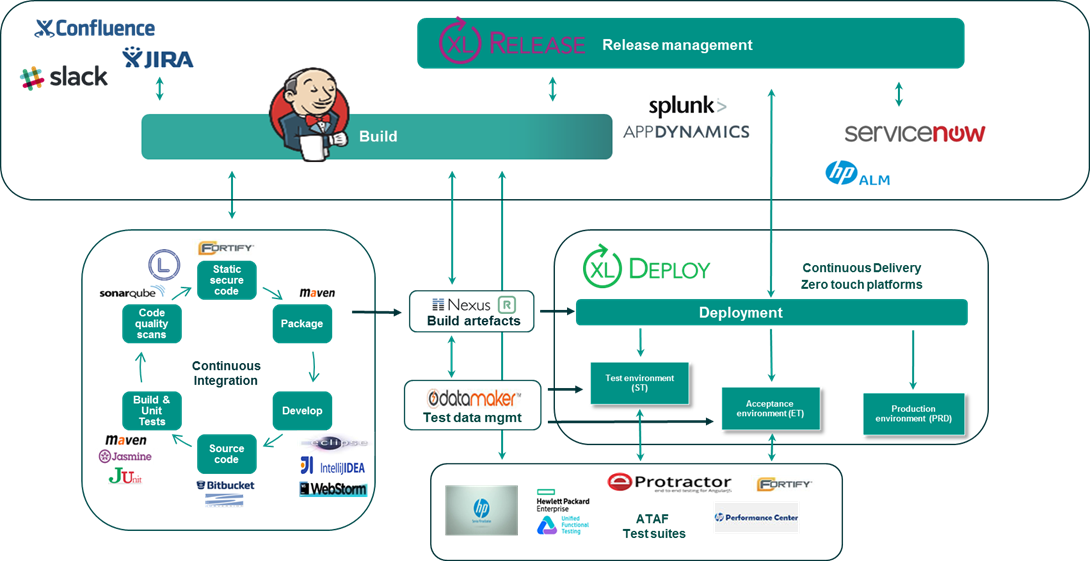 Confluence
JIRA
slack
XL RELEASE
Release management
Build
splunk>
APPDYNAMICS
servicenow
hp ALM
FORTIFY
L
sonarqube
Static
secure
code
maven
Code
quality
scans
Package
Continuous
Integration
Build &
Unit
Tests
Develop
Source
code
maven
Jasmine
JUnit
Bitbucket
eclipse
IntelliJIDEA
WebStorm
Nexus R
Build artefacts
datamaker™
Test data mgmt
XL DEPLOY
Continuous Delivery
Zero touch platforms
Deployment
Test environment
(ST)
Acceptance
environment (ET)
Production
environment (PRD)
hp
Hewlett Packard
Enterprise
Unified
Functional
Testing
Protractor
end to end testing for AngularJS
ATAF
Test suites
FORTIFY
hp Performance Center